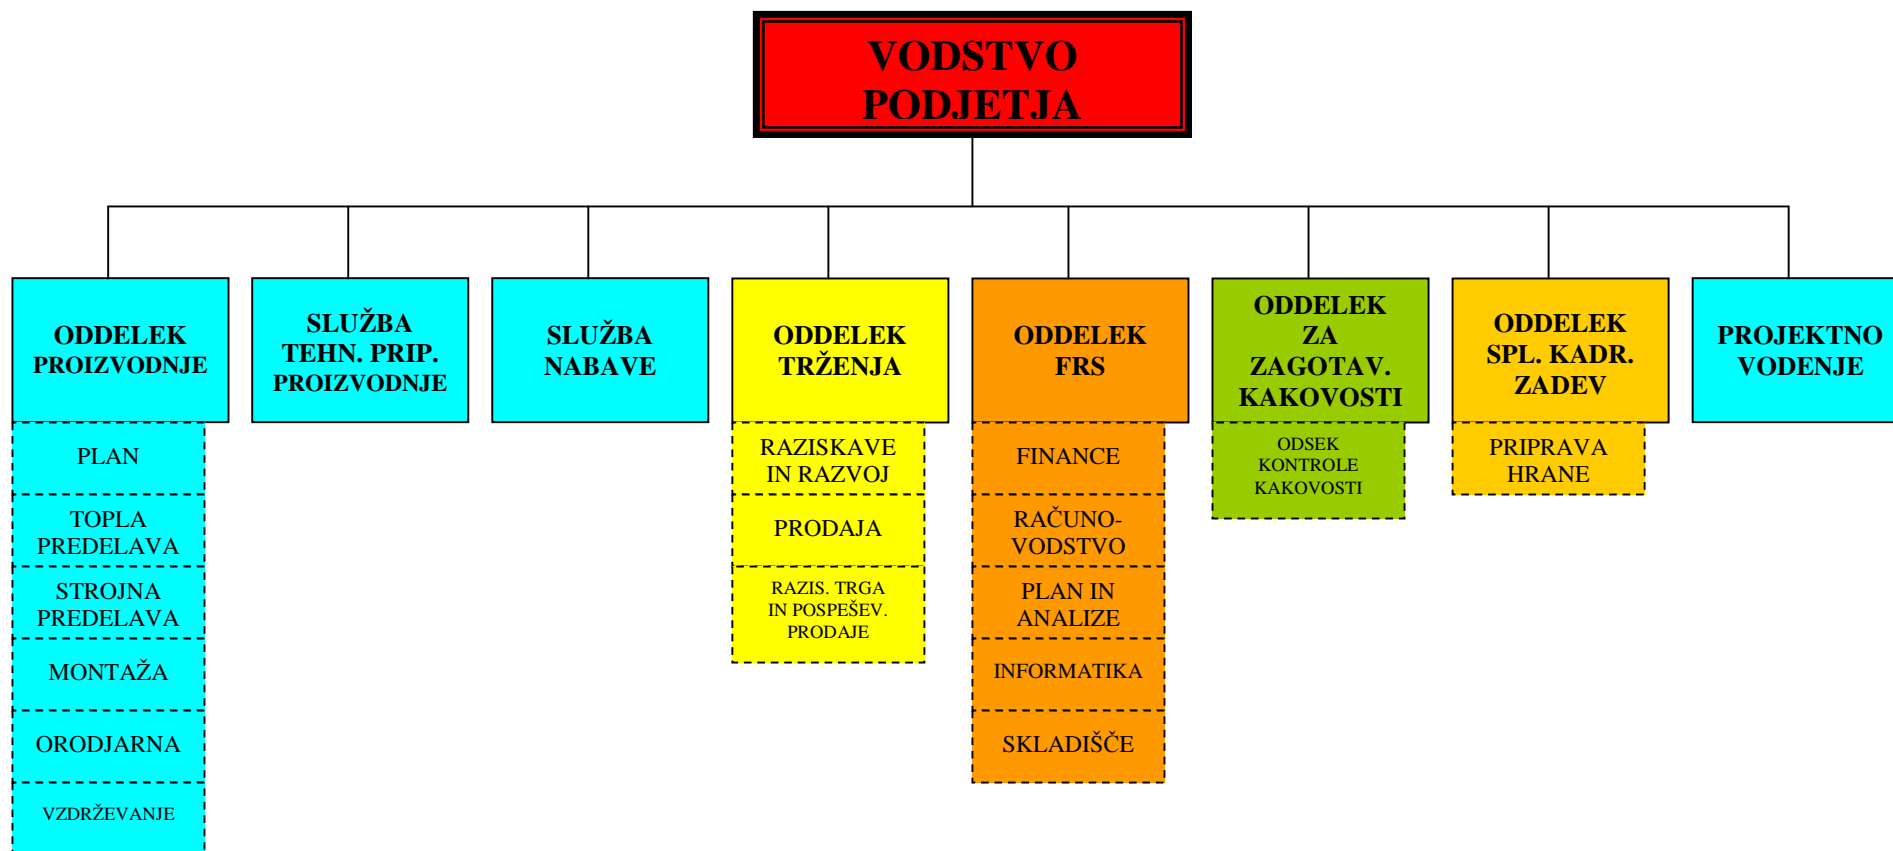 VODSTVO
PODJETJA
ODDELEK
PROIZVODNJE
SLUŽBA
TEHN. PRIP.
PROIZVODNJE
SLUŽBA
NABAVE
ODDELEK
TRŽENJA
ODDELEK
FRS
ODDELEK
ZA
ZAGOTAV.
KAKOVOSTI
ODDELEK
SPL. KADR.
ZADEV
PROJEKTNO
VODENJE
PLAN
TOPLA
PREDELAVA
STROJNA
PREDELAVA
MONTAŽA
ORODJARNA
VZDRŽEVANJE
RAZISKAVE
IN RAZVOJ
PRODAJA
RAZIS. TRGA
IN POSPEŠEV.
PRODAJE
FINANCE
RAČUNO-
VODSTVO
PLAN IN
ANALIZE
INFORMATIKA
SKLADIŠČE
ODSEK
KONTROLE
KAKOVOSTI
PRIPRAVA
HRANE